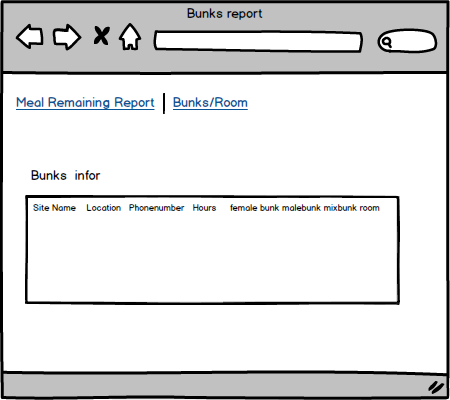 Bunks report
Meal Remaining Report | Bunks/Room
Bunks infor
Site Name Location Phonenumber Hours female bunk malebunk mixbunk room